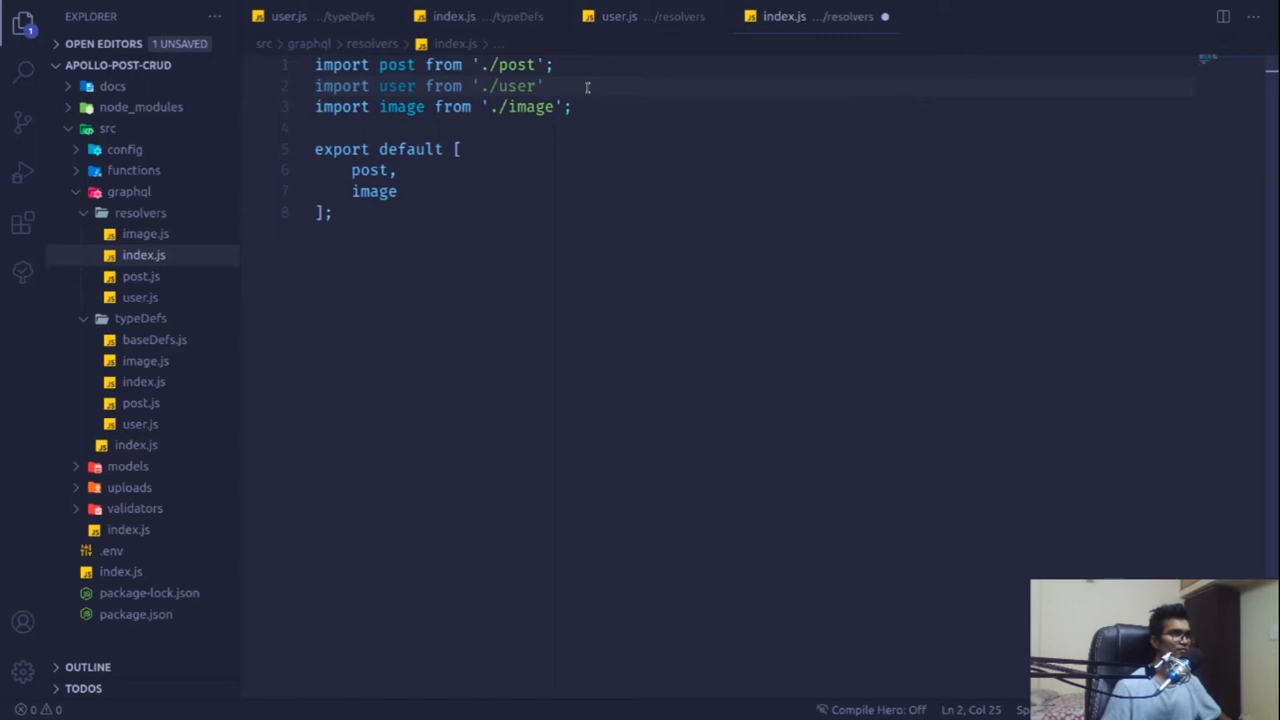 EXPLORER
user.js .../typeDefs
index.js .../typeDefs
user.js .../resolvers
index.js .../resolvers
OPEN EDITORS 1 UNSAVED
src > graphql > resolvers > index.js > ...
1
APOLLO-POST-CRUD
docs
node_modules
src
config
functions
graphql
resolvers
image.js
index.js
post.js
user.js
typeDefs
baseDefs.js
image.js
index.js
post.js
user.js
index.js
models
uploads
validators
index.js
.env
index.js
package-lock.json
package.json
OUTLINE
TODOS
1 import post from './post';
2 import user from './user'
3 import image from './image';
4
5 export default [
6 post,
7 image
8 ];
0 0
Compile Hero: Off
Ln 2, Col 25